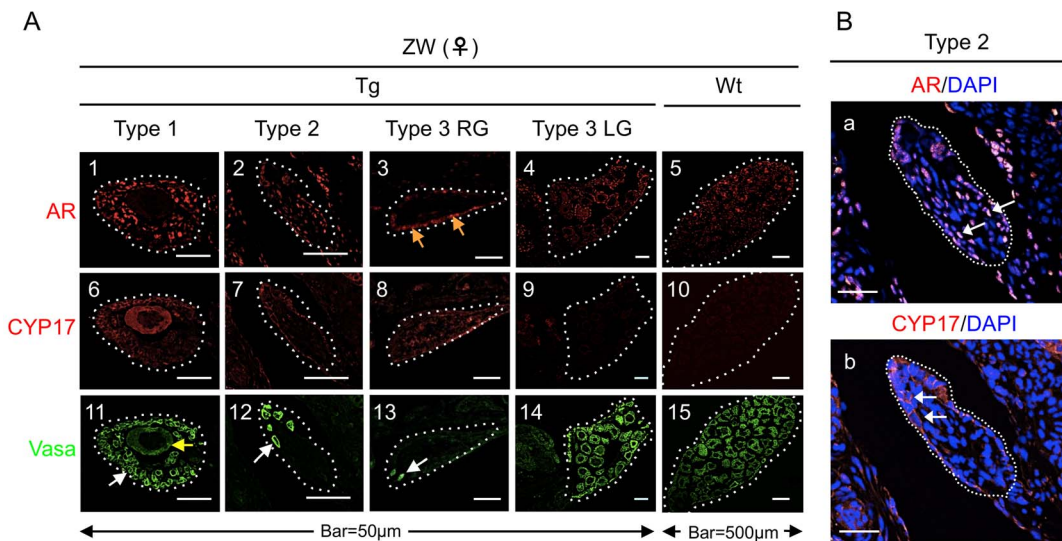 A
B
ZW (♀)
Type 2
Tg
Wt
AR/DAPI
Type 1
Type 2
Type 3 RG
Type 3 LG
a
1
2
3
4
5
AR
6
7
8
9
10
CYP17
CYP17/DAPI
b
11
12
13
14
15
Vasa
Bar=50µm
Bar=500µm